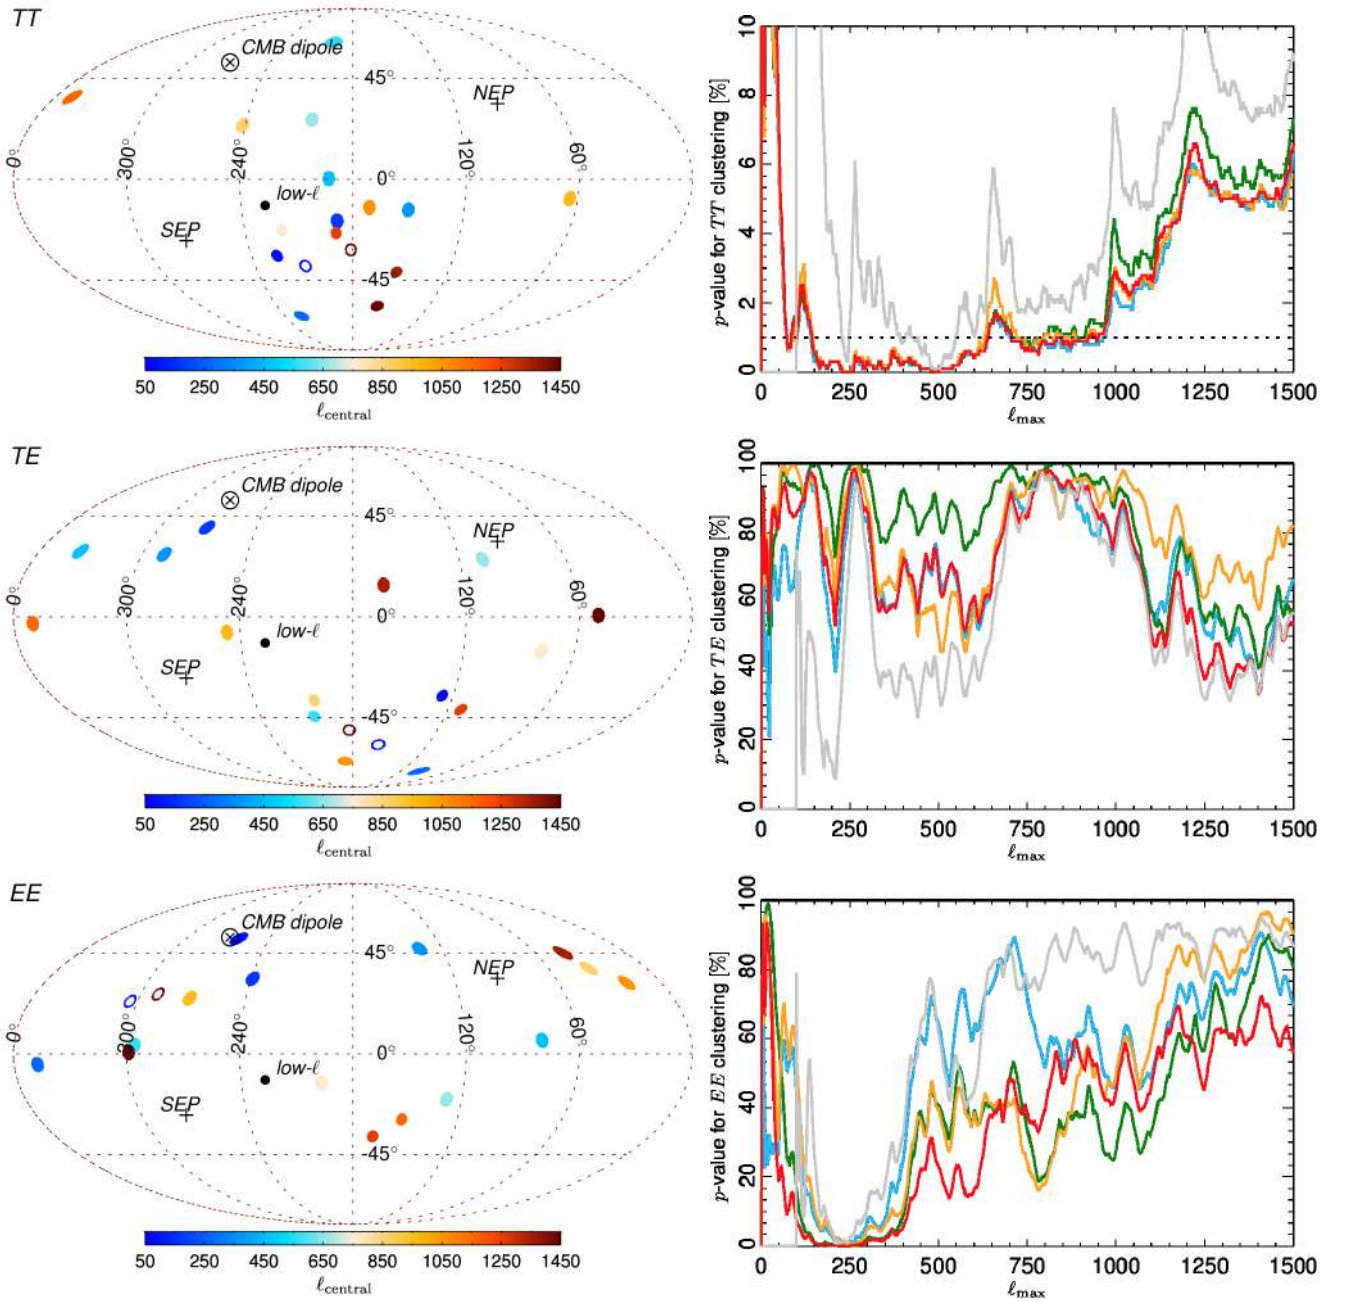 TT
CMB dipole
45°
NEP
0°
300°
240°
0°
120°
60°
low-ℓ
SEP
-45°
50 250 450 650 850 1050 1250 1450
ℓcentral
p-value for TT clustering [%]
10
8
6
4
2
0
0 250 500 750 1000 1250 1500
ℓmax
TE
CMB dipole
45°
NEP
0°
300°
240°
0°
120°
60°
low-ℓ
SEP
-45°
50 250 450 650 850 1050 1250 1450
ℓcentral
p-value for TE clustering [%]
100
80
60
40
20
0
0 250 500 750 1000 1250 1500
ℓmax
EE
CMB dipole
45°
NEP
0°
300°
240°
0°
120°
60°
low-ℓ
SEP
-45°
50 250 450 650 850 1050 1250 1450
ℓcentral
p-value for EE clustering [%]
100
80
60
40
20
0
0 250 500 750 1000 1250 1500
ℓmax